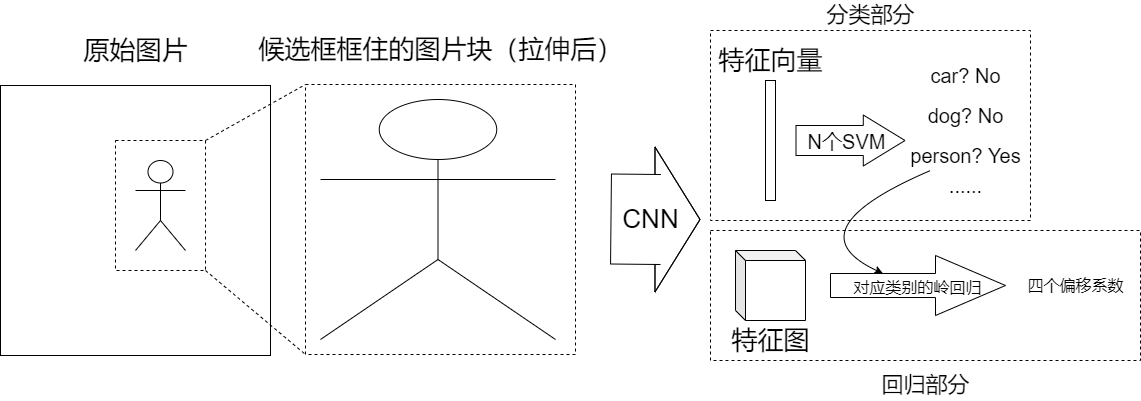 原始图片
候选框框住的图片块（拉伸后）
CNN
分类部分
特征向量
N个SVM
car? No
dog? No
person? Yes
......
特征图
对应类别的岭回归
四个偏移系数
回归部分